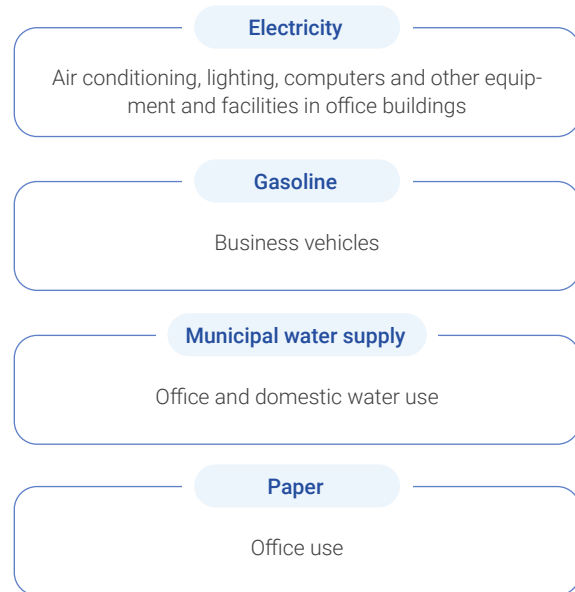 Electricity
Air conditioning, lighting, computers and other equip-
ment and facilities in office buildings
Gasoline
Business vehicles
Municipal water supply
Office and domestic water use
Paper
Office use